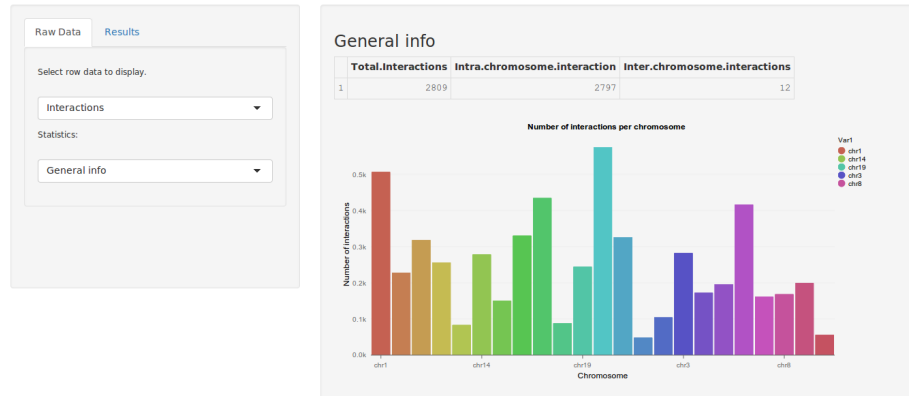 Raw Data
Results
Select row data to display.
Interactions
Statistics:
General info
General info
Total.Interactions Intra.chromosome.interaction Inter.chromosome.interactions
1 2809 2797 12
Number of interactions per chromosome
Var1
chr1
chr14
chr19
chr3
chr8
Number of interactions
0.5k
0.4k
0.3k
0.2k
0.1k
0.0k
chr1 chr14 chr19 chr3 chr8
Chromosome